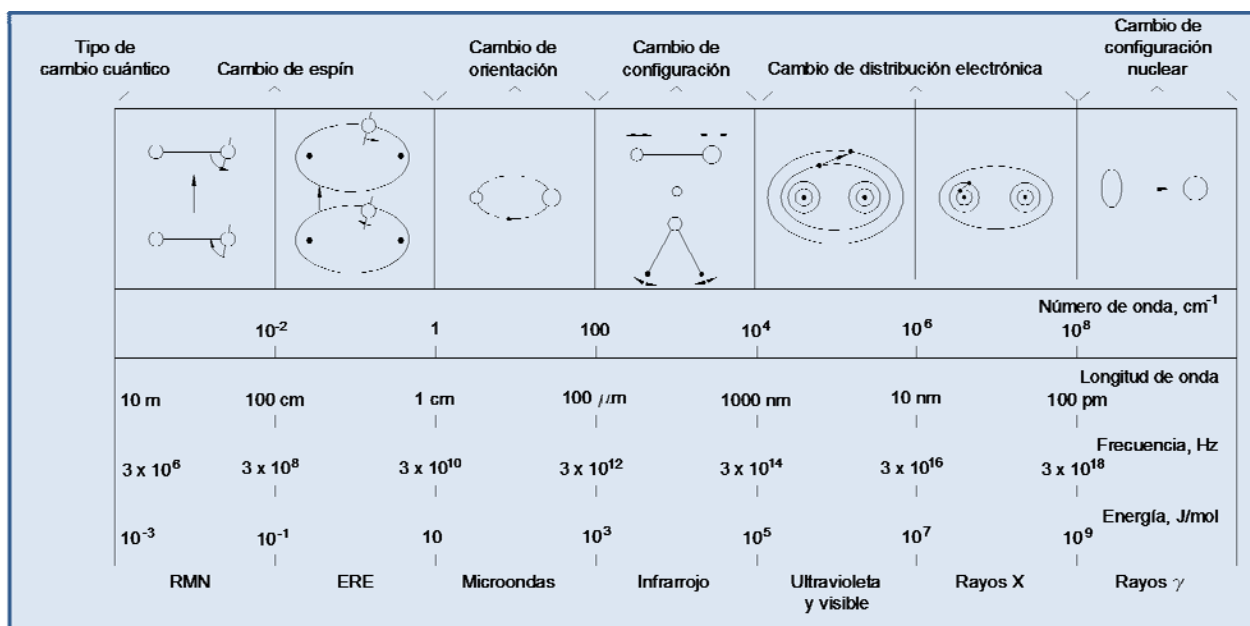 Tipo de
cambio cuántico
Cambio de espín
Cambio de
orientación
Cambio de
configuración
Cambio de distribución electrónica
Cambio de
configuración
nuclear
Número de onda, cm⁻¹
10⁻² 1 100 10⁴ 10⁶ 10⁸
Longitud de onda
10 m 100 cm 1 cm 100 μm 1000 nm 10 nm 100 pm
Frecuencia, Hz
3 x 10⁶ 3 x 10⁸ 3 x 10¹⁰ 3 x 10¹² 3 x 10¹⁴ 3 x 10¹⁶ 3 x 10¹⁸
Energía, J/mol
10⁻³ 10⁻¹ 10 10³ 10⁵ 10⁷ 10⁹
RMN ERE Microondas Infrarrojo Ultravioleta
y visible
Rayos X Rayos γ